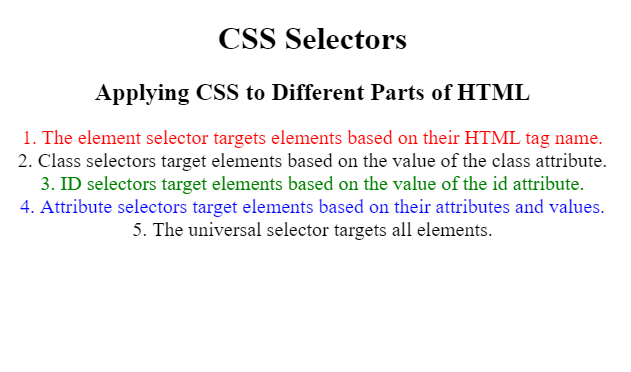 CSS Selectors
Applying CSS to Different Parts of HTML
1. The element selector targets elements based on their HTML tag name.
2. Class selectors target elements based on the value of the class attribute.
3. ID selectors target elements based on the value of the id attribute.
4. Attribute selectors target elements based on their attributes and values.
5. The universal selector targets all elements.